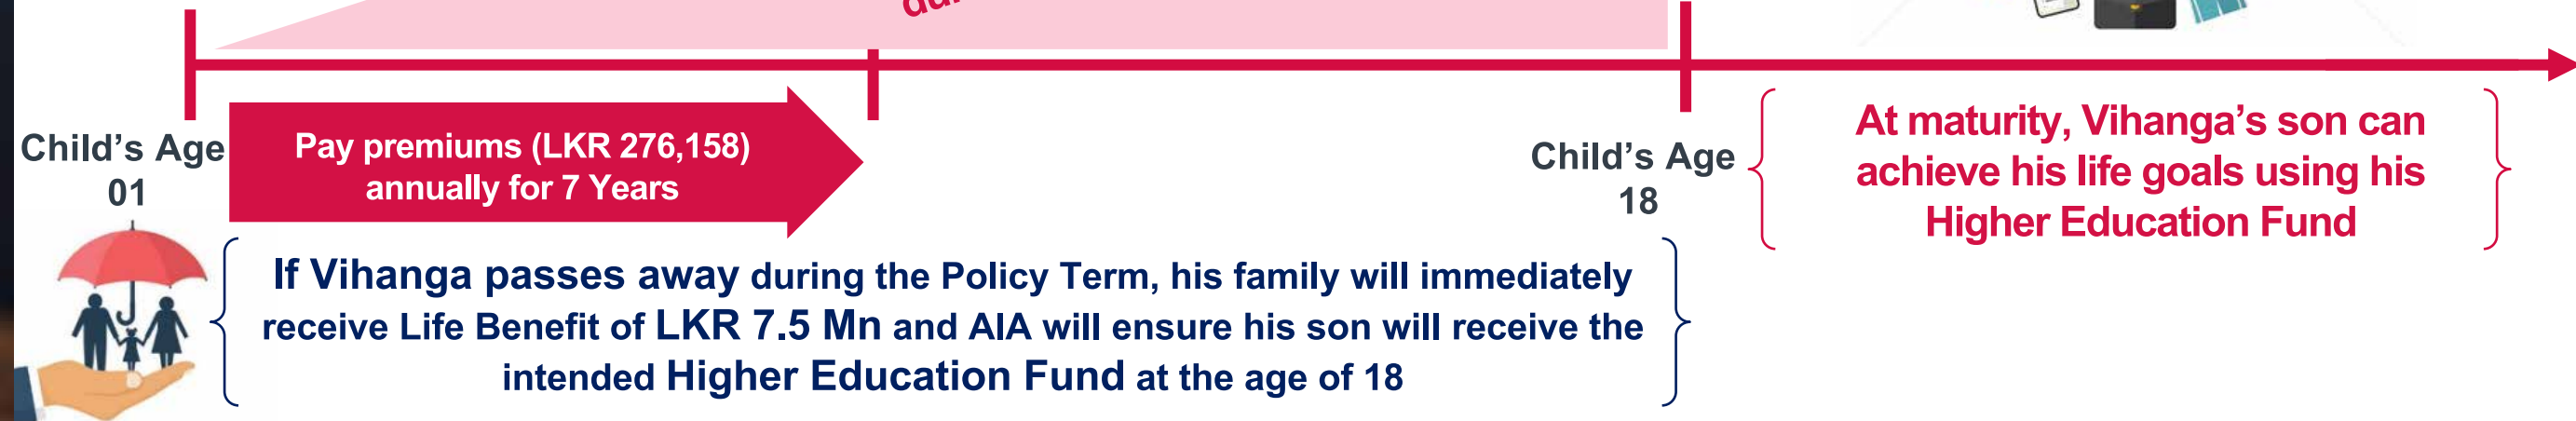 Child's Age
01
Pay premiums (LKR 276,158)
annually for 7 Years
Child's Age
18
At maturity, Vihanga's son can
achieve his life goals using his
Higher Education Fund
If Vihanga passes away during the Policy Term, his family will immediately
receive Life Benefit of LKR 7.5 Mn and AIA will ensure his son will receive the
intended Higher Education Fund at the age of 18